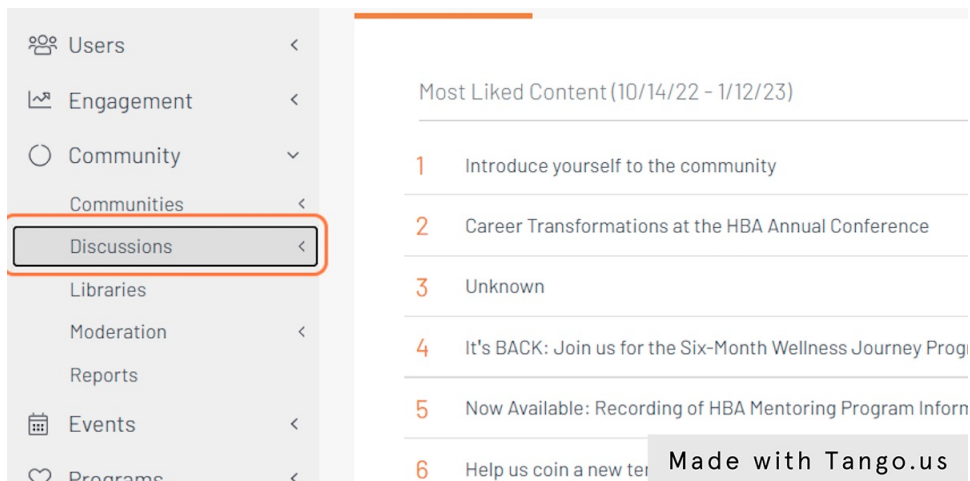 Users
Engagement
Community
Communities
Discussions
Libraries
Moderation
Reports
Events
Programs
Most Liked Content (10/14/22 - 1/12/23)
1 Introduce yourself to the community
2 Career Transformations at the HBA Annual Conference
3 Unknown
4 It's BACK: Join us for the Six-Month Wellness Journey
5 Now Available: Recording of HBA Mentoring Program
6 Help us coin a new
Made with Tango.us